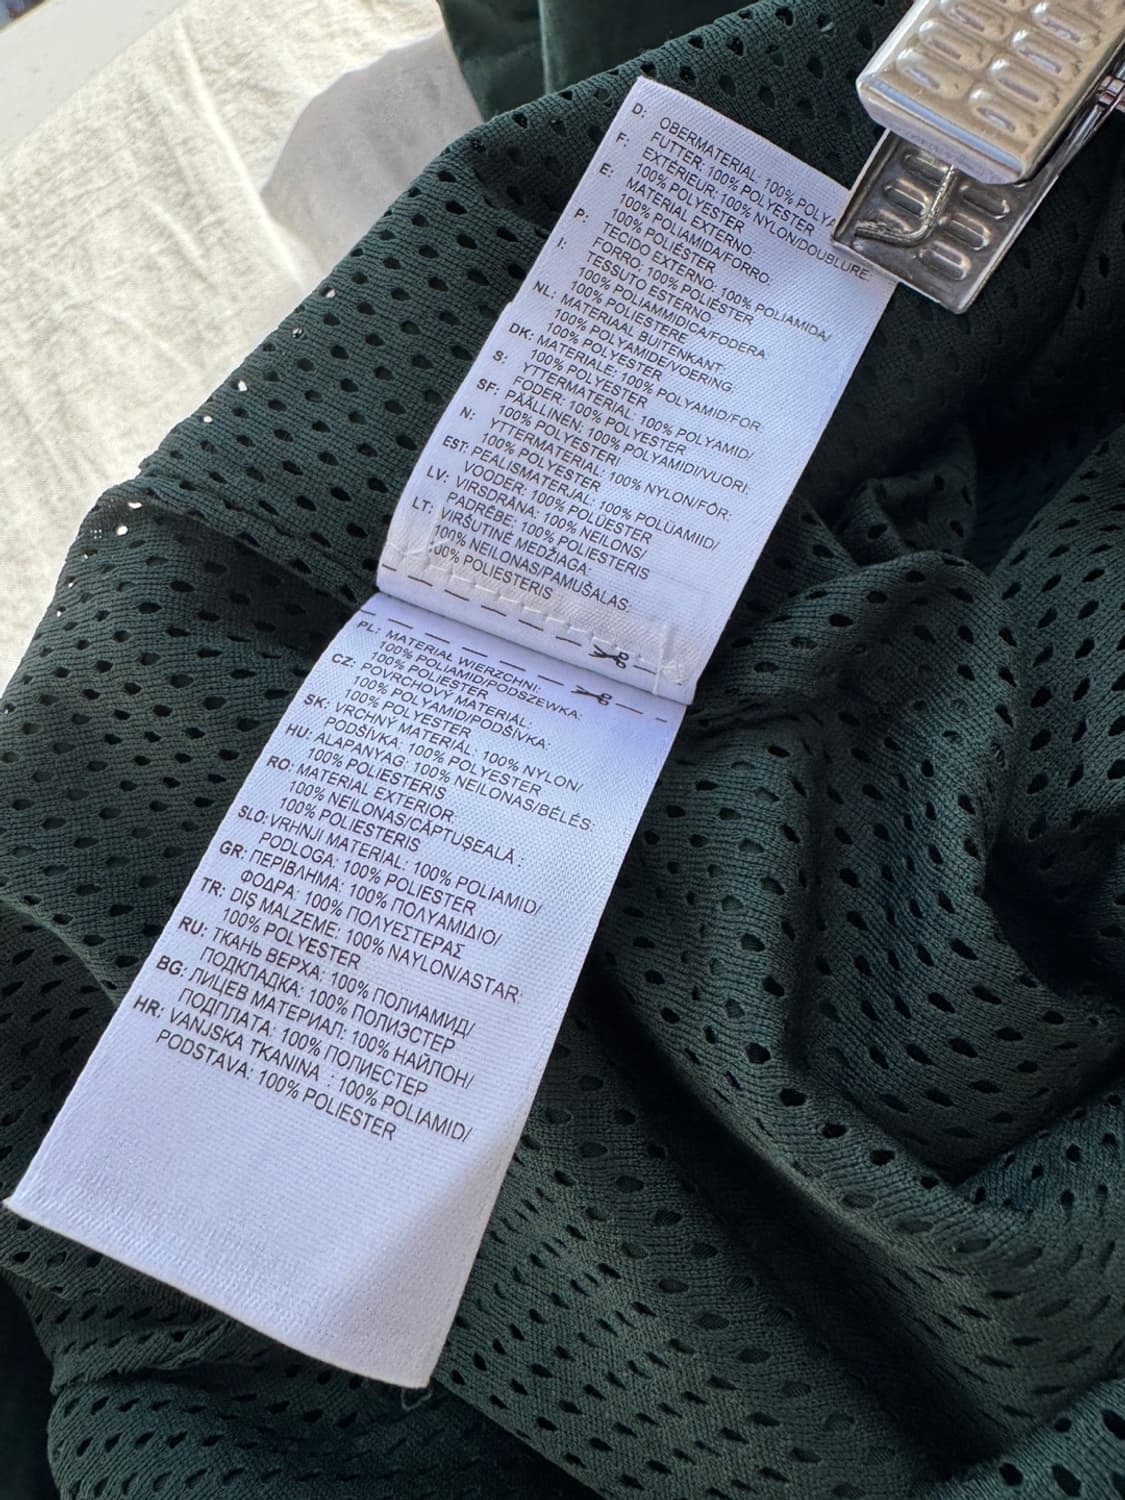 D: OBERMATERIAL: 100% POLYA
FUTTER: 100% POLYESTER
F: EXTÉRIEUR: 100% NYLON/DOUBLURE:
100% POLYESTER
E: MATERIAL EXTERNO:
100% POLIAMIDA/FORRO:
100% POLIÉSTER
P: TECIDO EXTERNO: 100% POLIAMIDA/
FORRO: 100% POLIÉSTER
I: TESSUTO ESTERNO:
100% POLIAMMIDICA/FODERA:
100% POLIESTERE
NL: MATERIAAL BUITENKANT:
100% POLYAMIDE/VOERING:
100% POLYESTER
DK: MATERIALE: 100% POLYAMID/FOR:
100% POLYESTER
S: YTTERMATERIAL: 100% POLYAMID/
FODER: 100% POLYESTER
SF: PÄÄLLINEN: 100% POLYAMIDI/VUORI:
100% POLYESTERI
N: YTTERMATERIAL: 100% NYLON/FÔR:
100% POLYESTER
EST: PEALISMATERJAL: 100% POLÜAMIID/
VOODER: 100% POLÜESTER
LV: VIRSDRĀNA: 100% NEILONS/
PADRĒBE: 100% POLIESTERIS
LT: VIRŠUTINĖ MEDŽIAGA:
100% NEILONAS/PAMUŠALAS:
100% POLIESTERIS
PL: MATERIAŁ WIERZCHNI:
100% POLIAMID/PODSZEWKA:
100% POLIESTER
CZ: POVRCHOVÝ MATERIÁL:
100% POLYAMID/PODŠÍVKA:
100% POLYESTER
SK: VRCHNÝ MATERIÁL: 100% NYLON/
PODŠÍVKA: 100% POLYESTER
HU: ALAPANYAG: 100% NEILONAS/BÉLÉS:
100% POLIESTERIS
RO: MATERIAL EXTERIOR:
100% NEILONAS/CĂPTUSEALĂ :
100% POLIESTERIS
SLO: VRHNJI MATERIAL: 100% POLIAMID/
PODLOGA: 100% POLIESTER
GR: ΠΕΡΙΒΛΗΜΑ: 100% ΠΟΛΥΑΜΙΔΙΟ/
ΦΟΔΡΑ: 100% ΠΟΛΥΕΣΤΕΡΑΣ
TR: DIŞ MALZEME: 100% NAYLON/ASTAR:
100% POLYESTER
RU: ТКАНЬ ВЕРХА: 100% ПОЛИАМИД/
ПОДКЛАДКА: 100% ПОЛИЭСТЕР
BG: ЛИЦЕВ МАТЕРИАЛ: 100% НАЙЛОН/
ПОДПЛАТА: 100% ПОЛИЕСТЕР
HR: VANJSKA TKANINA : 100% POLIAMID/
PODSTAVA: 100% POLIESTER